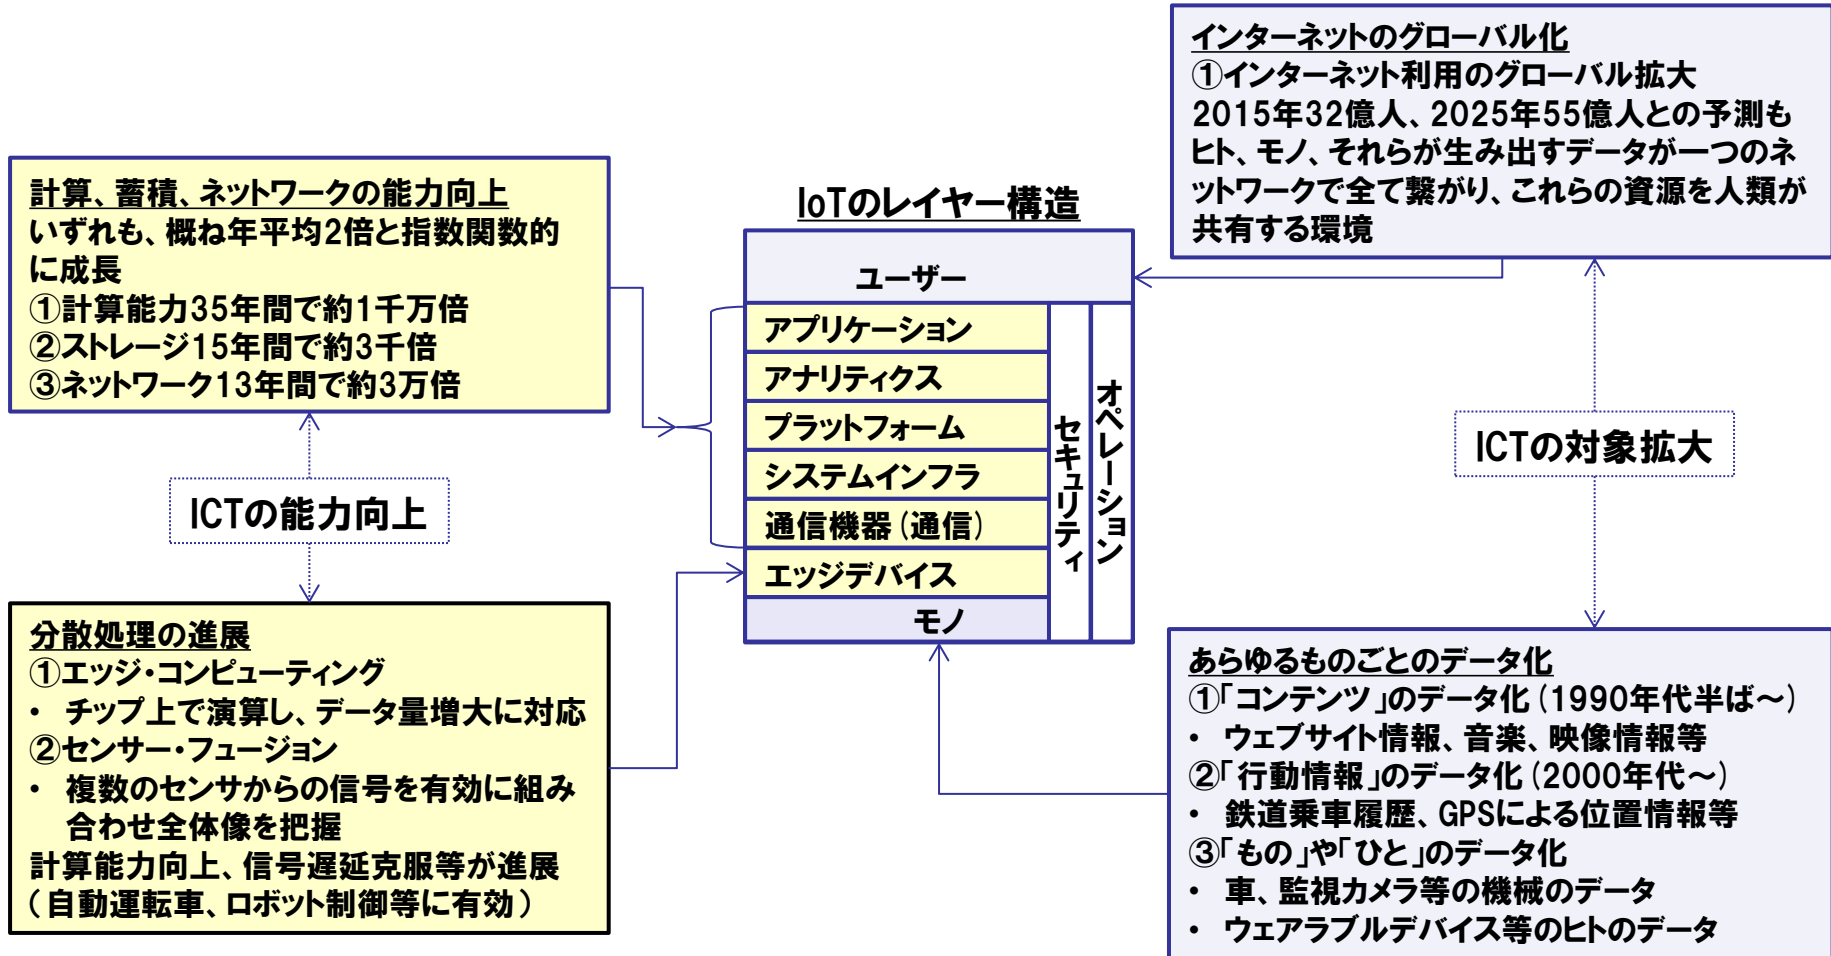 計算、蓄積、ネットワークの能力向上
いずれも、概ね年平均2倍と指数関数的
に成長
①計算能力35年間で約1千万倍
②ストレージ15年間で約3千倍
③ネットワーク13年間で約3万倍
ICTの能力向上
分散処理の進展
①エッジ・コンピューティング
・ チップ上で演算し、データ量増大に対応
②センサー・フュージョン
・ 複数のセンサからの信号を有効に組み
合わせ全体像を把握
計算能力向上、信号遅延克服等が進展
(自動運転車、ロボット制御等に有効)
IoTのレイヤー構造
ユーザー
アプリケーション
アナリティクス
プラットフォーム
システムインフラ
通信機器(通信)
エッジデバイス
モノ
セキュリティ
オペレーション
インターネットのグローバル化
①インターネット利用のグローバル拡大
2015年32億人、2025年55億人との予測も
ヒト、モノ、それらが生み出すデータが一つのネ
ットワークで全て繋がり、これらの資源を人類が
共有する環境
ICTの対象拡大
あらゆるものごとのデータ化
①「コンテンツ」のデータ化(1990年代半ば～)
・ ウェブサイト情報、音楽、映像情報等
②「行動情報」のデータ化(2000年代～)
・ 鉄道乗車履歴、GPSによる位置情報等
③「もの」や「ひと」のデータ化
・ 車、監視カメラ等の機械のデータ
・ ウェアラブルデバイス等のヒトのデータ